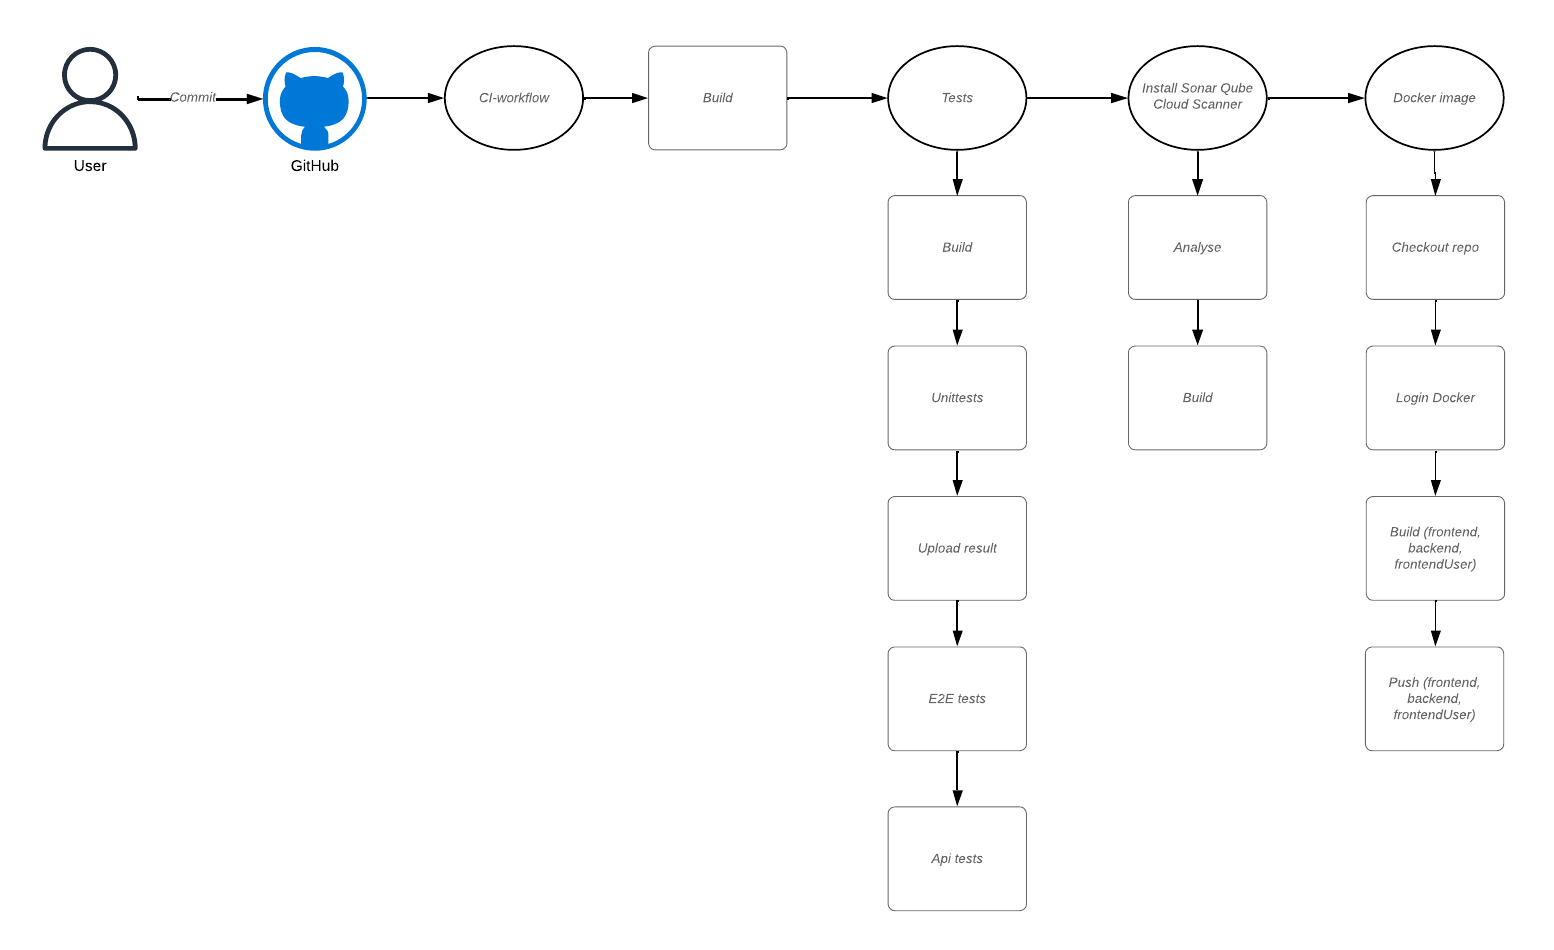 Commit
User
GitHub
CI-workflow
Build
Tests
Install Sonar Qube
Cloud Scanner
Docker image
Build
Unittests
Upload result
E2E tests
Api tests
Analyse
Build
Checkout repo
Login Docker
Build (frontend,
backend,
frontendUser)
Push (frontend,
backend,
frontendUser)